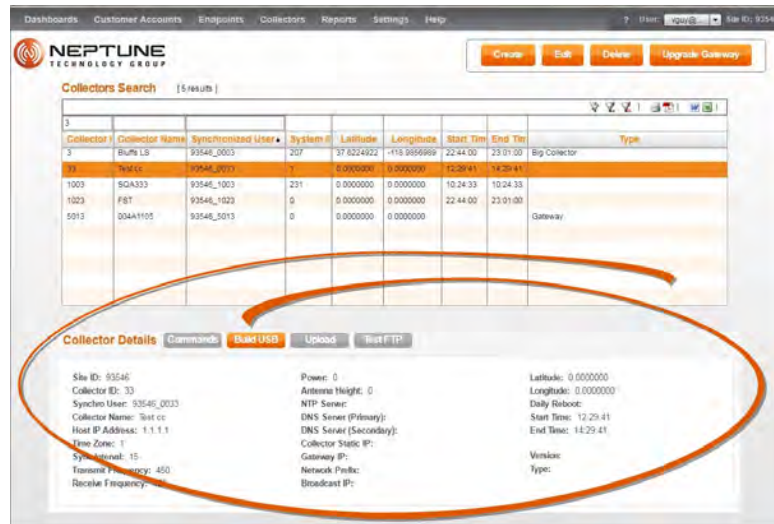 Dashboards Customer Accounts Endpoints Collectors Reports Settings Help ? User: Site ID: 9354
NEPTUNE
TECHNOLOGY GROUP
Create Edit Delete Upgrade Gateway
Collectors Search [5 results]
3
Collector I Collector Name Synchronized User System I Latitude Longitude Start Tim End Tim Type
3 Bluffs LS 93546_0003 207 37.6224922 22:44:00 23:01:00 Big Collector
33 Test cc 93546_0033 1 0.0000000 0.0000000 12:29:41 14:29:41
1003 SQA333 93546_1003 231 0.0000000 0.0000000 10:24:33 10:24:33
1023 FST 93546_1023 0 0.0000000 0.0000000 22:44:00 23:01:00
5013 004A1105 93546_5013 0 0.0000000 0.0000000 Gateway
Collector Details Commands Build USB Upload Test FTP
Site ID: 93546 Power: 0 Latitude: 0.0000000
Collector ID: 33 Antenna Height: 0 Longitude: 0.0000000
Synchro User: 93546_0033 NTP Server: Daily Reboot:
Collector Name: Test cc DNS Server (Primary): Start Time: 12:29:41
Host IP Address: 1.1.1.1 DNS Server (Secondary): End Time: 14:29:41
Time Zone: 1 Collector Static IP:
Sync Interval: 15 Gateway IP: Version:
Transmit Frequency: 450 Network Prefix: Type:
Receive Frequency: Broadcast IP: